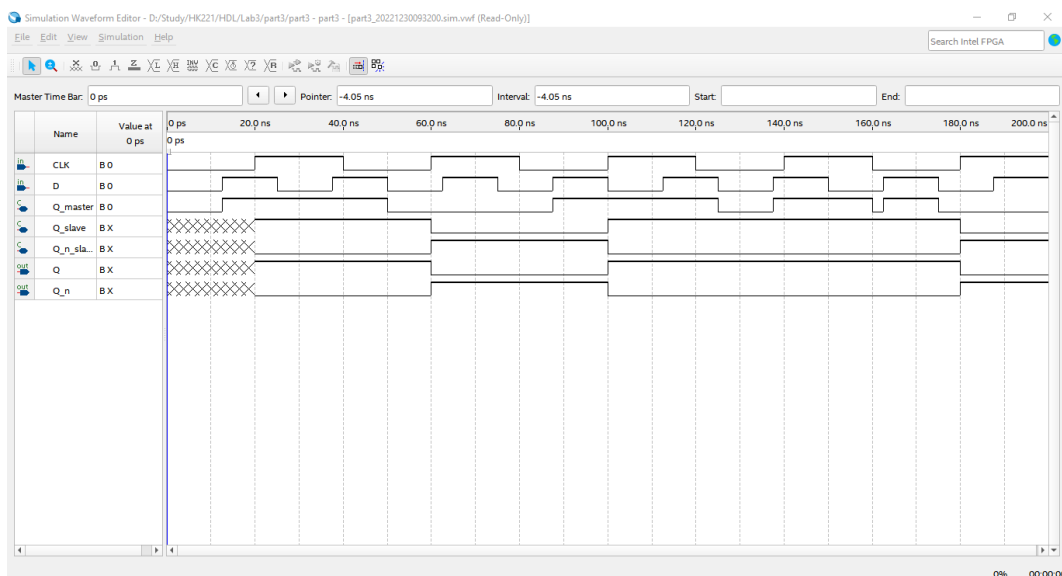 Simulation Waveform Editor - D:/Study/HK221/HDL/Lab3/part3/part3 - part3 - [part3_20221230093200.sim.vwf (Read-Only)]
File Edit View Simulation Help
Search Intel FPGA
Master Time Bar: 0 ps Pointer: -4.05 ns Interval: -4.05 ns Start: End:
Name Value at 0 ps
0 ps 20.0 ns 40.0 ns 60.0 ns 80.0 ns 100.0 ns 120.0 ns 140.0 ns 160.0 ns 180.0 ns 200.0 ns
0 ps
CLK B 0
D B 0
Q_master B 0
Q_slave B X
Q_n_sla... B X
Q B X
Q_n B X
0% 00:00:0